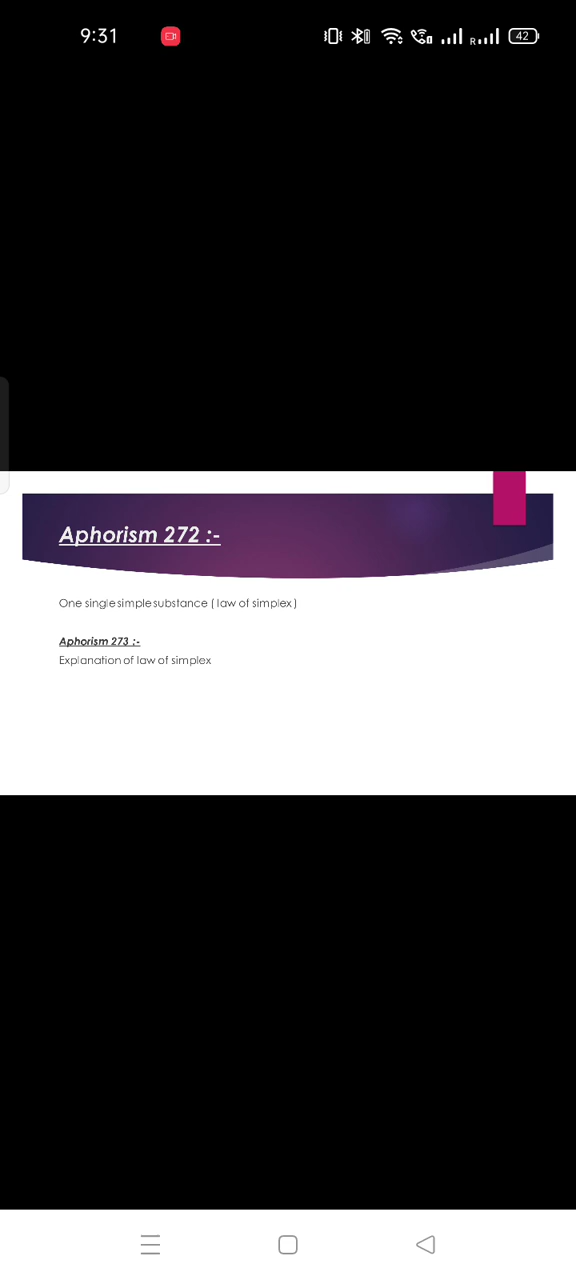 9:31
R
42
Aphorism 272 :-
One single simple substance ( law of simplex )
Aphorism 273 :-
Explanation of law of simplex